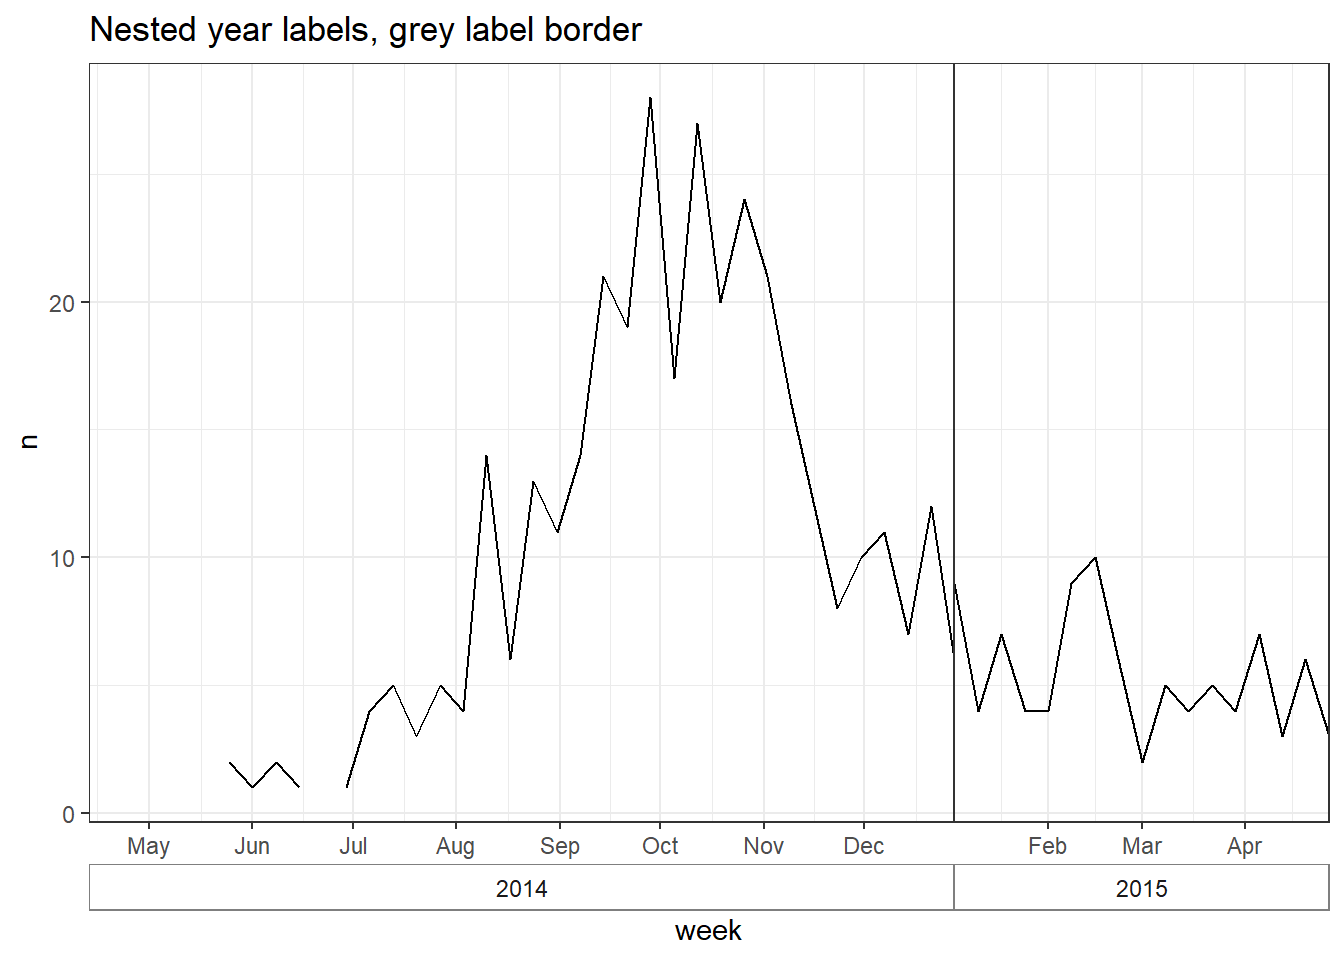 Nested year labels, grey label border
20
10
0
n
May Jun Jul Aug Sep Oct Nov Dec Feb Mar Apr
2014 2015
week